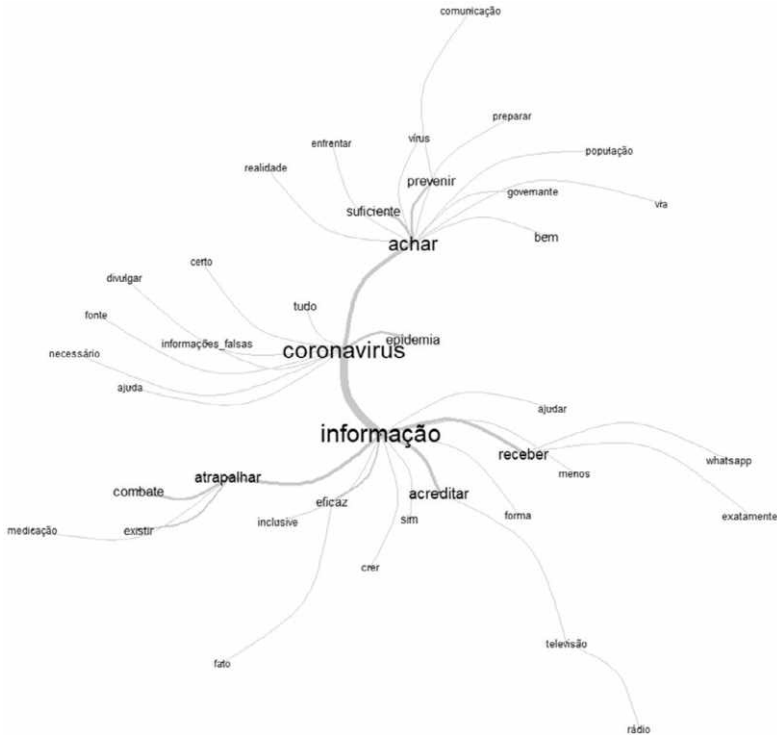 comunicação
preparar
vírus
enfrentar
população
realidade
prevenir
governante
via
suficiente
bem
achar
certo
divulgar
tudo
fonte
epidemia
informações_falsas
coronavirus
necessário
ajuda
ajudar
informação
receber
whatsapp
menos
atrapalhar
combate
acreditar
eficaz
exatamente
forma
inclusive
sim
medicação
existir
crer
televisão
fato
rádio